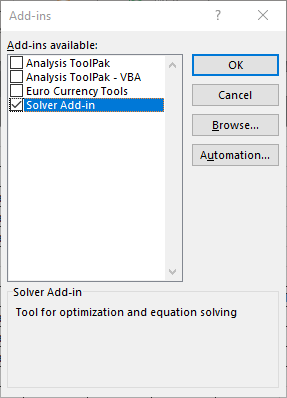 Add-ins
?
Add-ins available:
Analysis ToolPak
Analysis ToolPak - VBA
Euro Currency Tools
Solver Add-in
OK
Cancel
Browse...
Automation...
Solver Add-in
Tool for optimization and equation solving